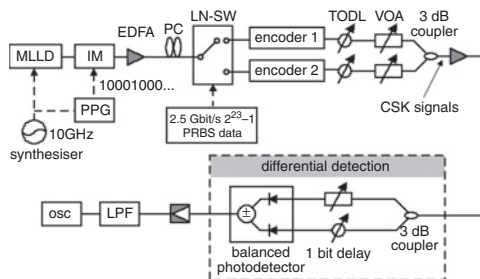 EDFA PC LN-SW TODL VOA 3 dB
coupler
MLLD IM encoder 1
10001000... encoder 2
PPG
CSK signals
10GHz
synthesiser
2.5 Gbit/s 2^23–1
PRBS data
differential detection
osc LPF ±
balanced
photodetector
1 bit delay
3 dB
coupler